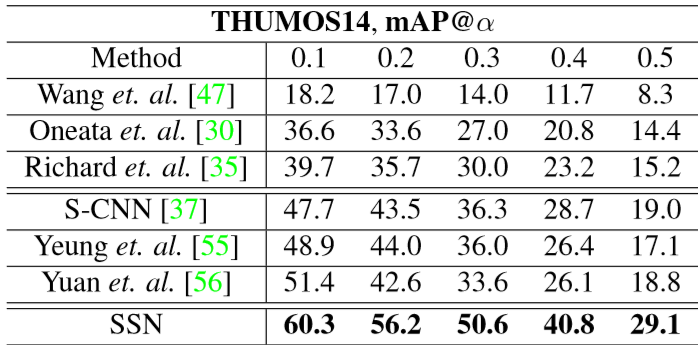 THUMOS14, mAP@α
Method 0.1 0.2 0.3 0.4 0.5
Wang et. al. [47] 18.2 17.0 14.0 11.7 8.3
Oneata et. al. [30] 36.6 33.6 27.0 20.8 14.4
Richard et. al. [35] 39.7 35.7 30.0 23.2 15.2
S-CNN [37] 47.7 43.5 36.3 28.7 19.0
Yeung et. al. [55] 48.9 44.0 36.0 26.4 17.1
Yuan et. al. [56] 51.4 42.6 33.6 26.1 18.8
SSN 60.3 56.2 50.6 40.8 29.1